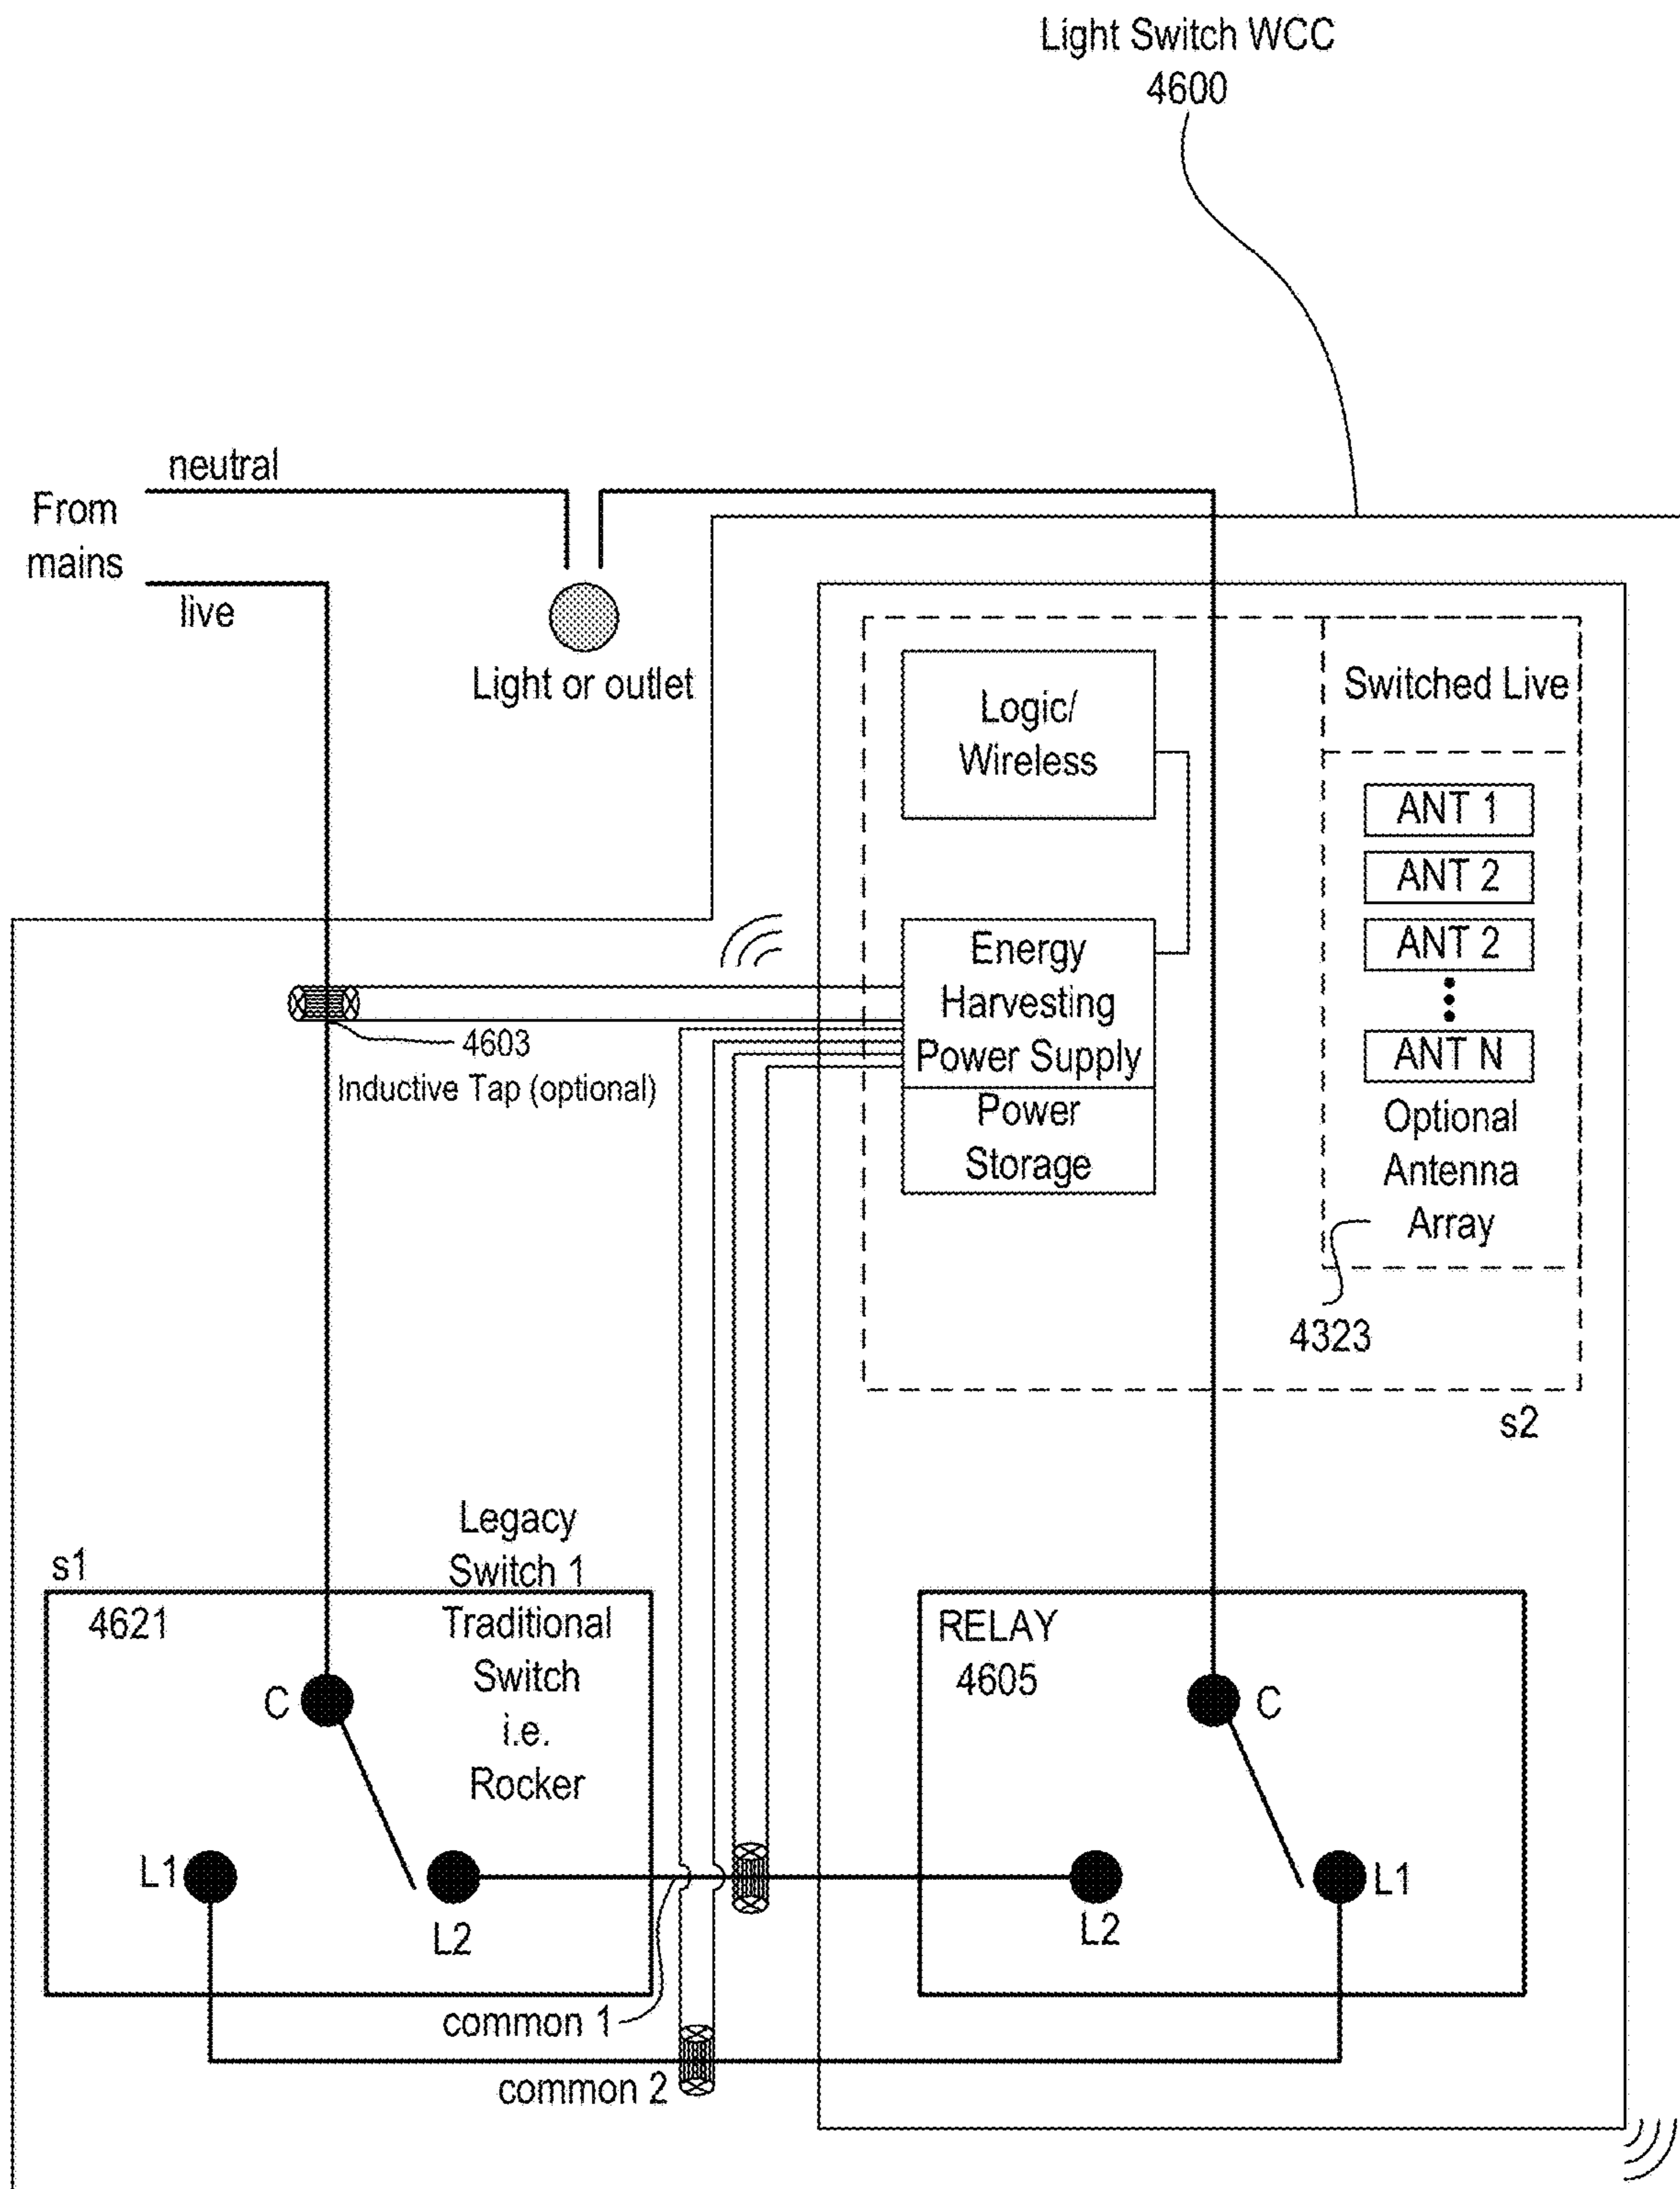 Light Switch WCC
4600
neutral
From
mains
live
Light or outlet
Logic/
Wireless
Switched Live
ANT 1
ANT 2
ANT 2
ANT N
Optional
Antenna
Array
4323
Energy
Harvesting
Power Supply
Power
Storage
4603
Inductive Tap (optional)
s2
Legacy
Switch 1
Traditional
Switch
i.e.
Rocker
s1
4621
C
L1
L2
RELAY
4605
C
L2
L1
common 1
common 2